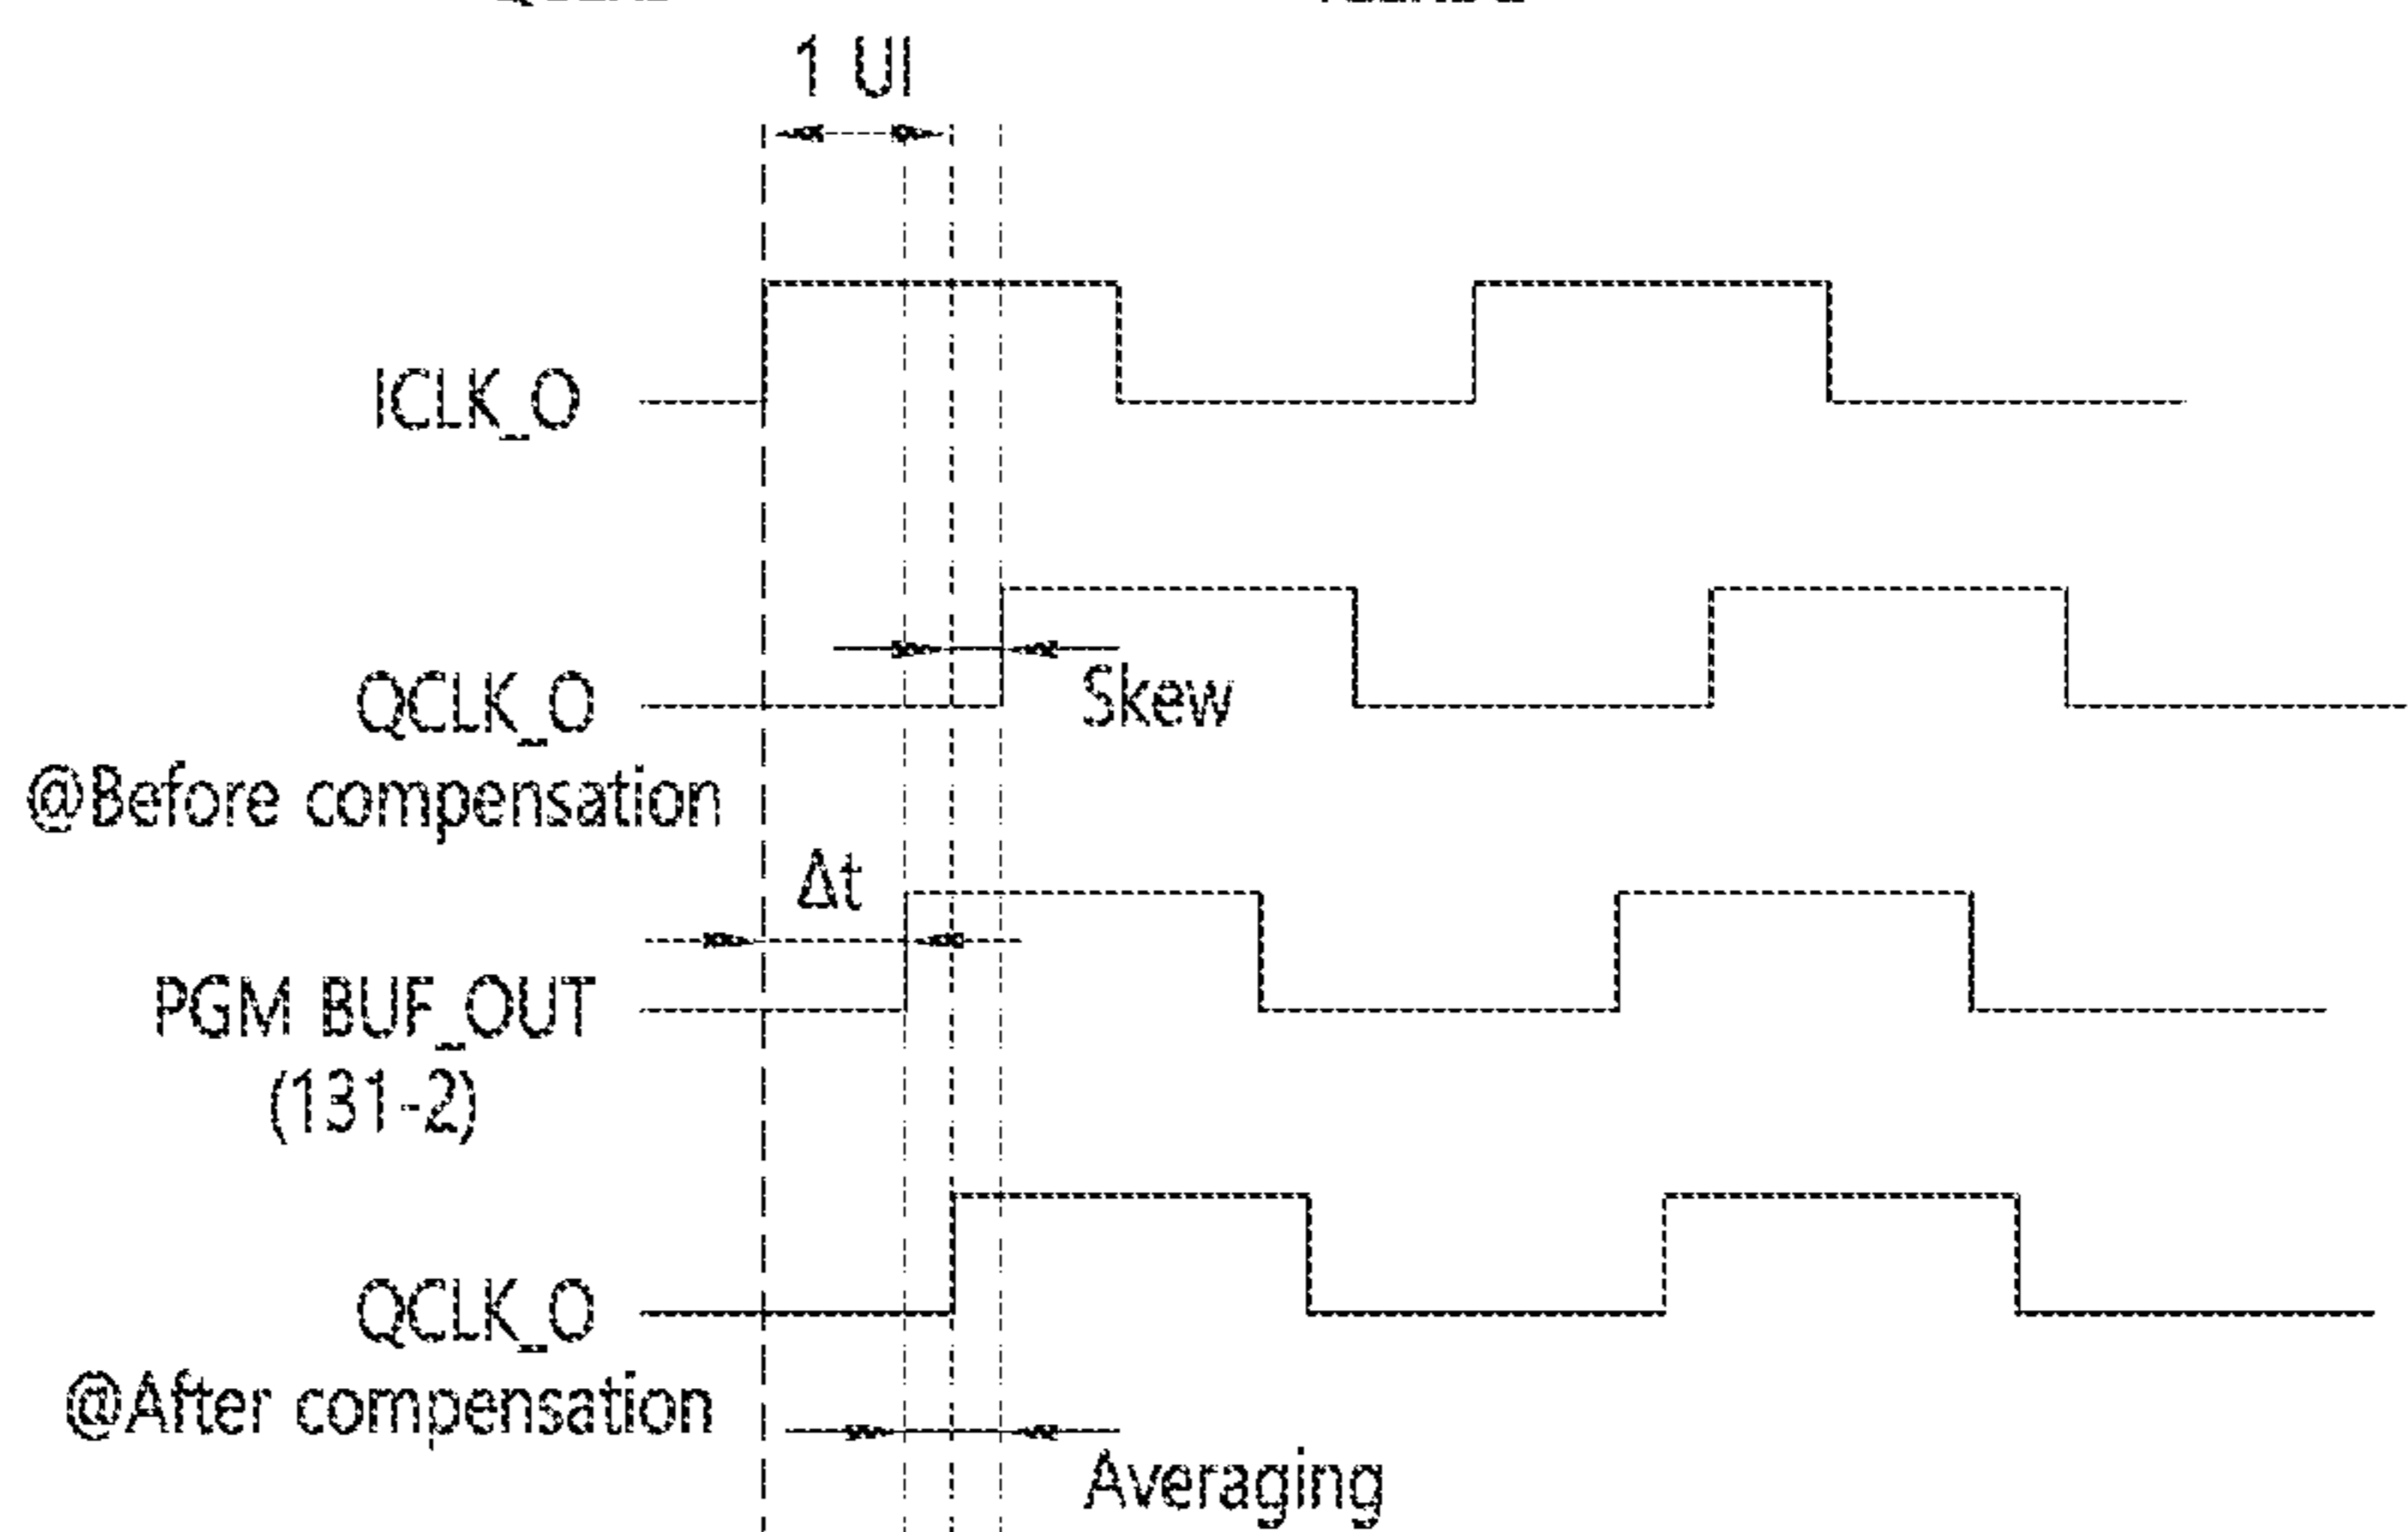 1 UI
ICLK_O
QCLK_O
Skew
@Before compensation
Δt
PGM BUF_OUT
(131-2)
QCLK_O
@After compensation
Averaging